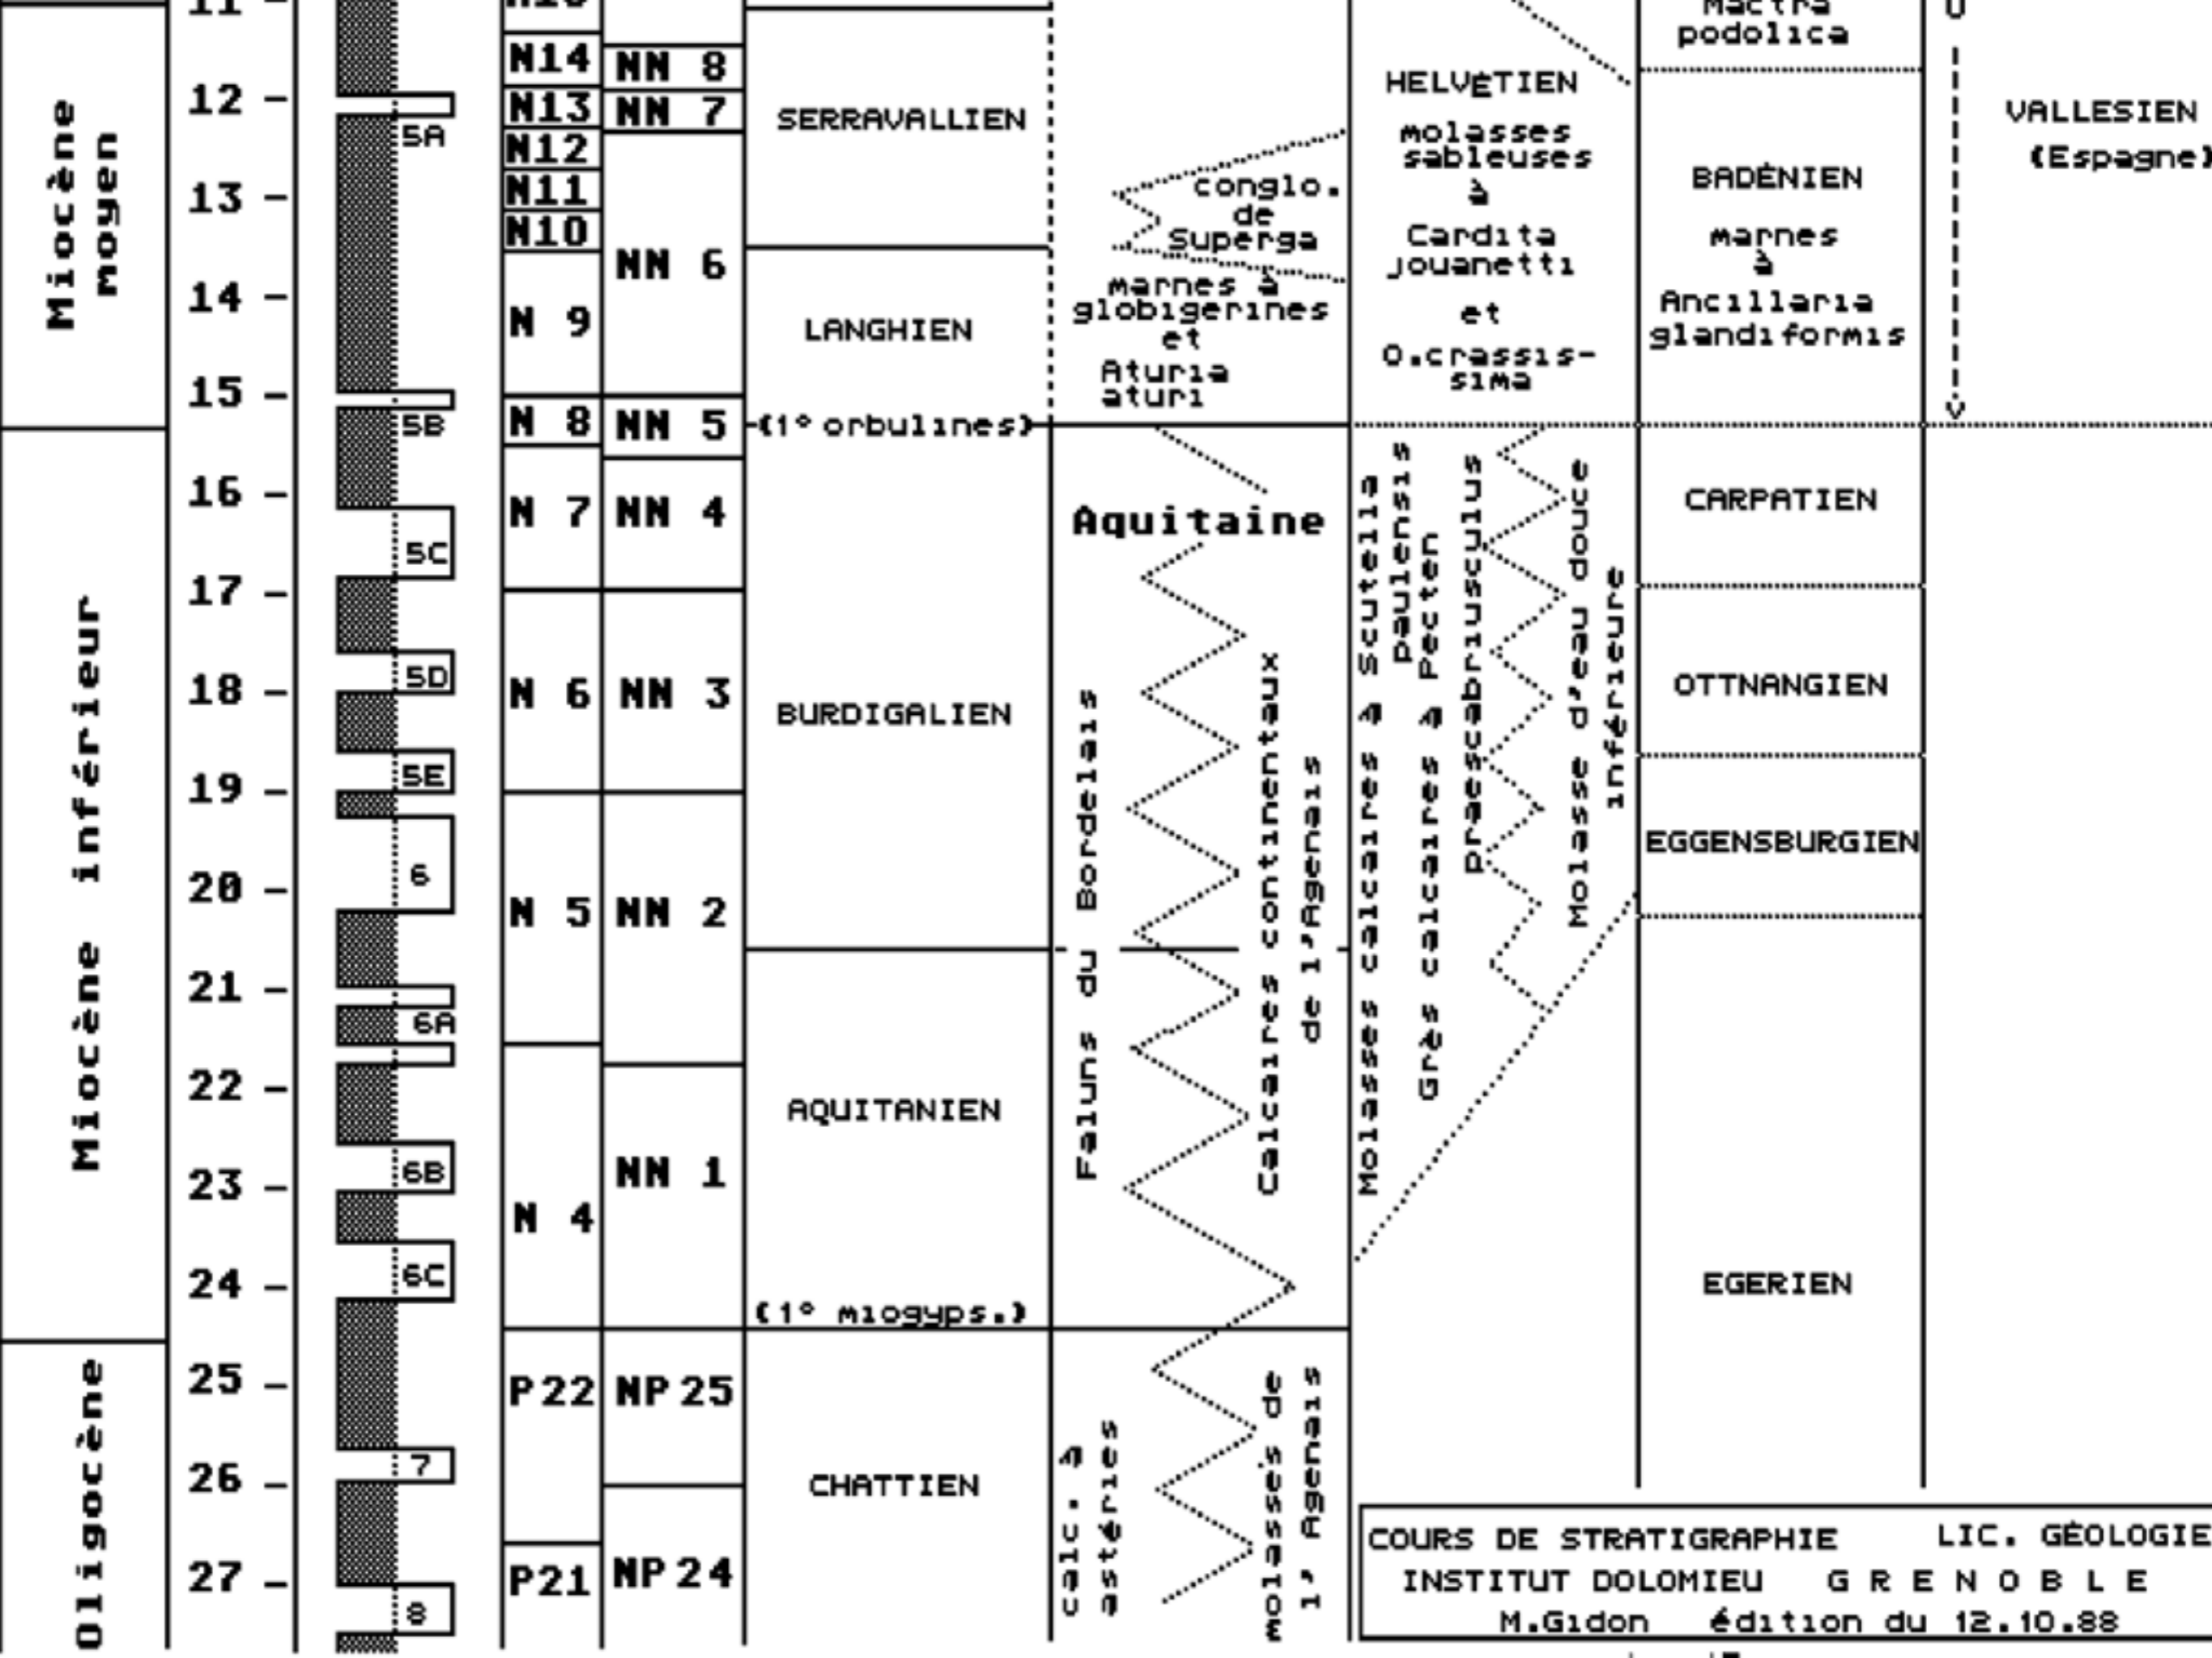 11
12
13
14
15
16
17
18
19
20
21
22
23
24
25
26
27
Miocène
moyen
Miocène inférieur
Oligocène
5A
5B
5C
5D
5E
6
6A
6B
6C
7
8
N14
N13
N12
N11
N10
N 9
N 8
N 7
N 6
N 5
N 4
P22
P21
NN 8
NN 7
NN 6
NN 5
NN 4
NN 3
NN 2
NN 1
NP 25
NP 24
SERRAVALLIEN
LANGHIEN
(1° orbulines)
BURDIGALIEN
AQUITANIEN
(1° miogyps.)
CHATTIEN
conglo.
de
Superga
marnes à
globigerines
et
Aturia
aturi
Aquitaine
Faluns du Bordelais
Calcaires continentaux
de l'Agenais
calc. à
astéries
molasses de
l' Agenais
HELVÉTIEN
molasses
sableuses
à
Cardita
jouanetti
et
O.crassis-
sima
Molasses calcaires à Scutella
paulensis
Grès calcaires à Pecten
praescabriusculus
Molasse d'eau douce
inférieure
Mactra
podolica
BADÉNIEN
marnes
à
Ancillaria
glandiformis
CARPATIEN
OTTNANGIEN
EGGENSBURGIEN
EGERIEN
VALLESIEN
(Espagne)
COURS DE STRATIGRAPHIE LIC. GÉOLOGIE
INSTITUT DOLOMIEU G R E N O B L E
M.Gidon édition du 12.10.88